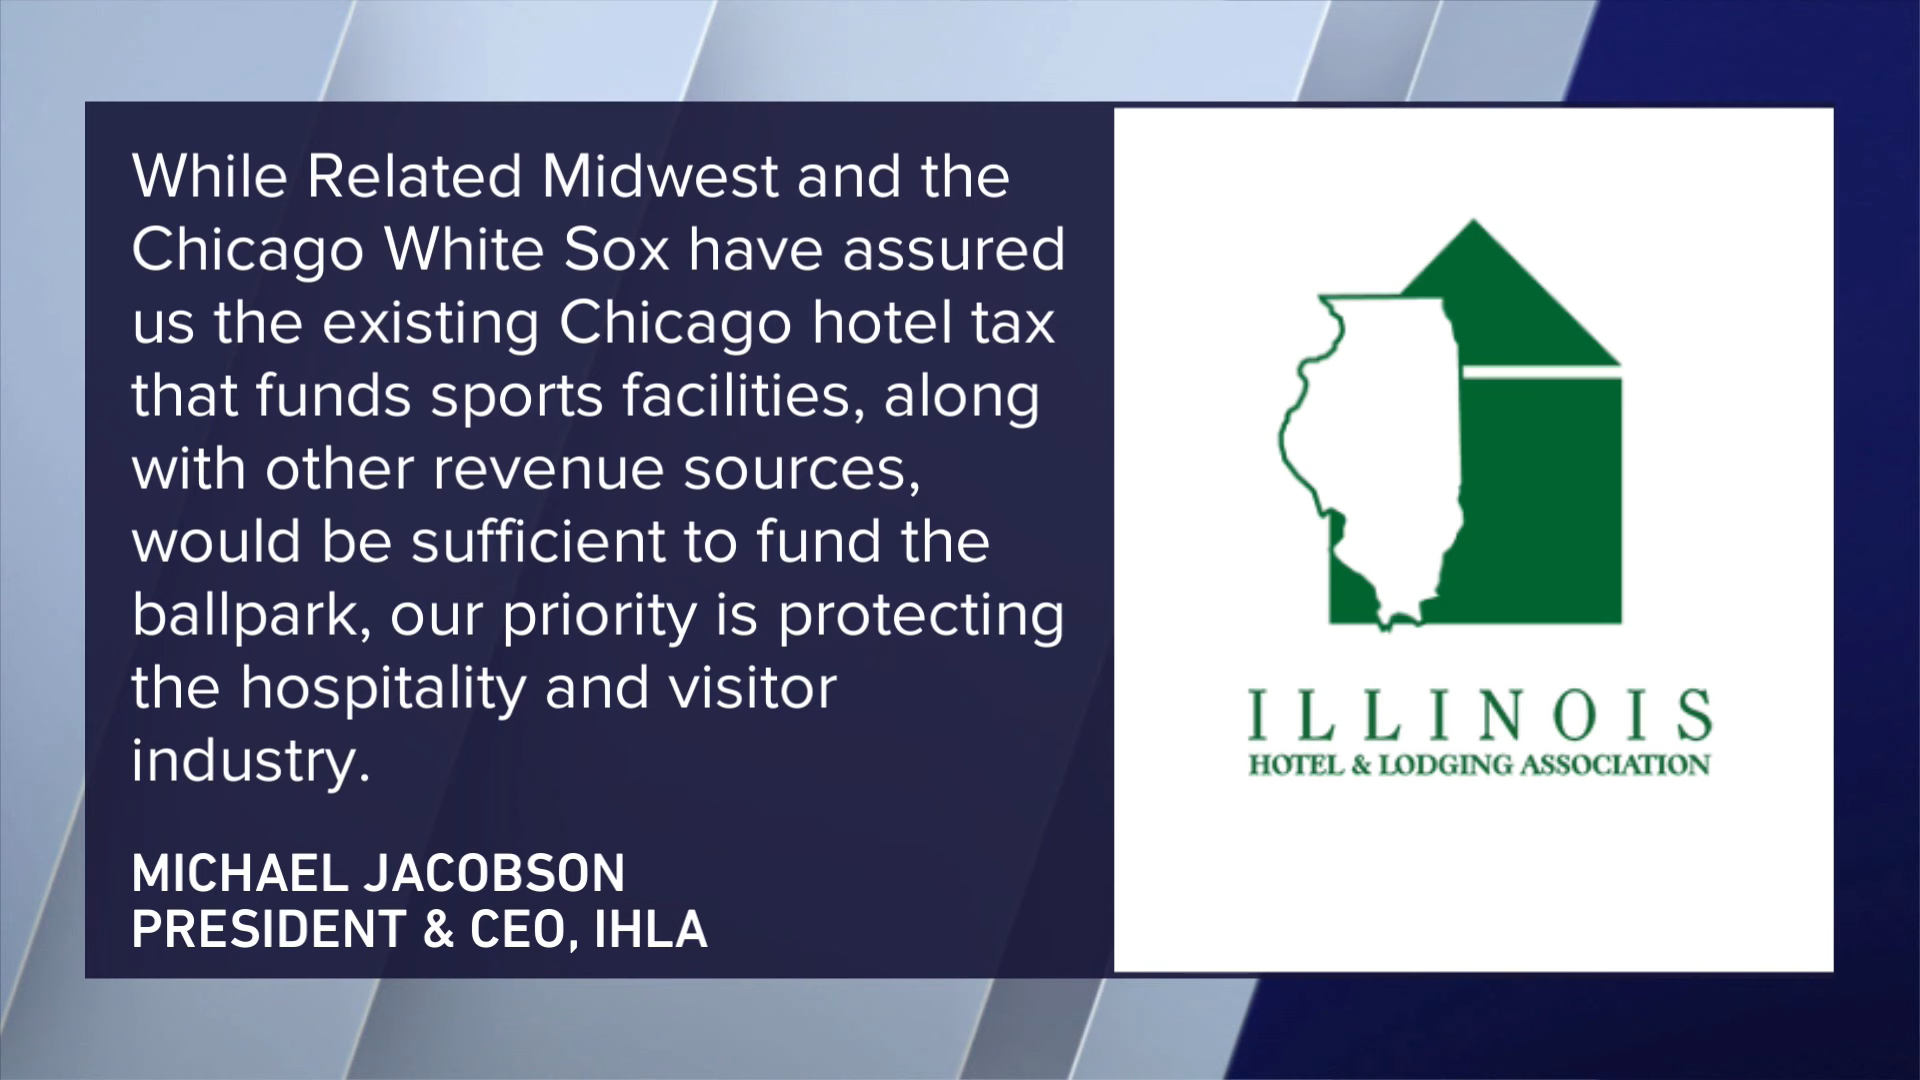 While Related Midwest and the
Chicago White Sox have assured
us the existing Chicago hotel tax
that funds sports facilities, along
with other revenue sources,
would be sufficient to fund the
ballpark, our priority is protecting
the hospitality and visitor
industry.
MICHAEL JACOBSON
PRESIDENT & CEO, IHLA
ILLINOIS
HOTEL & LODGING ASSOCIATION